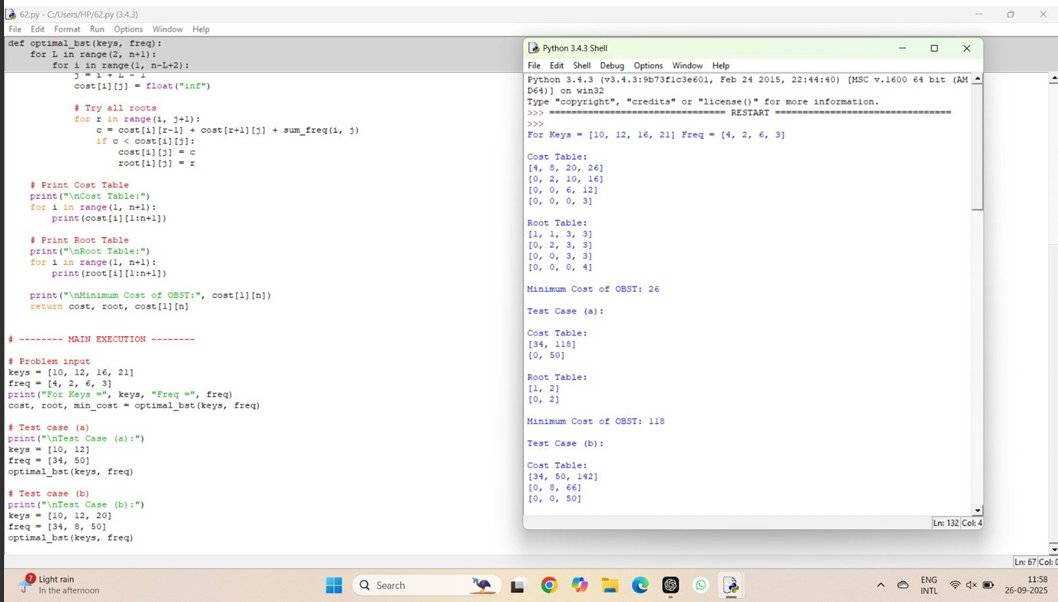 62.py - C:/Users/HP/62.py (3.4.3)
File Edit Format Run Options Window Help
def optimal_bst(keys, freq):
    for L in range(2, n+1):
        for i in range(1, n-L+2):
            j = i + L - 1
            cost[i][j] = float("inf")

            # Try all roots
            for r in range(i, j+1):
                c = cost[i][r-1] + cost[r+1][j] + sum_freq(i, j)
                if c < cost[i][j]:
                    cost[i][j] = c
                    root[i][j] = r

    # Print Cost Table
    print("\nCost Table:")
    for i in range(1, n+1):
        print(cost[i][1:n+1])

    # Print Root Table
    print("\nRoot Table:")
    for i in range(1, n+1):
        print(root[i][1:n+1])

    print("\nMinimum Cost of OBST:", cost[1][n])
    return cost, root, cost[1][n]

# -------- MAIN EXECUTION --------

# Problem input
keys = [10, 12, 16, 21]
freq = [4, 2, 6, 3]
print("For Keys =", keys, "Freq =", freq)
cost, root, min_cost = optimal_bst(keys, freq)

# Test case (a)
print("\nTest Case (a):")
keys = [10, 12]
freq = [34, 50]
optimal_bst(keys, freq)

# Test case (b)
print("\nTest Case (b):")
keys = [10, 12, 20]
freq = [34, 8, 50]
optimal_bst(keys, freq)
Ln: 67 Col: 0
Python 3.4.3 Shell
File Edit Shell Debug Options Window Help
Python 3.4.3 (v3.4.3:9b73f1c3e601, Feb 24 2015, 22:44:40) [MSC v.1600 64 bit (AM
D64)] on win32
Type "copyright", "credits" or "license()" for more information.
>>> ================================ RESTART ================================
>>>
For Keys = [10, 12, 16, 21] Freq = [4, 2, 6, 3]

Cost Table:
[4, 8, 20, 26]
[0, 2, 10, 16]
[0, 0, 6, 12]
[0, 0, 0, 3]

Root Table:
[1, 1, 3, 3]
[0, 2, 3, 3]
[0, 0, 3, 3]
[0, 0, 0, 4]

Minimum Cost of OBST: 26

Test Case (a):

Cost Table:
[34, 118]
[0, 50]

Root Table:
[1, 2]
[0, 2]

Minimum Cost of OBST: 118

Test Case (b):

Cost Table:
[34, 50, 142]
[0, 8, 66]
[0, 0, 50]
Ln: 132 Col: 4
7
Light rain
In the afternoon
Search
ENG
INTL
11:58
26-09-2025